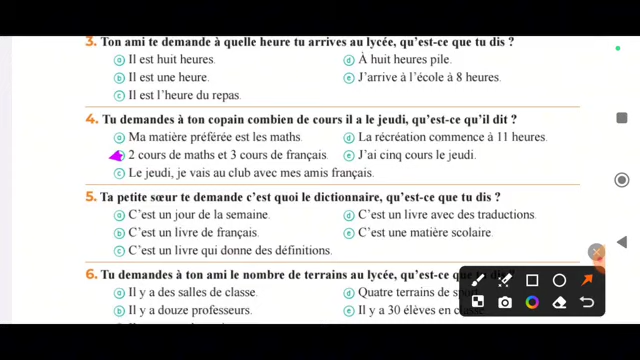 3. Ton ami te demande à quelle heure tu arrives au lycée, qu'est-ce que tu dis ?
a Il est huit heures. d À huit heures pile.
b Il est une heure. e J'arrive à l'école à 8 heures.
c Il est l'heure du repas.
4. Tu demandes à ton copain combien de cours il a le jeudi, qu'est-ce qu'il dit ?
a Ma matière préférée est les maths. d La récréation commence à 11 heures.
2 cours de maths et 3 cours de français. e J'ai cinq cours le jeudi.
c Le jeudi, je vais au club avec mes amis français.
5. Ta petite sœur te demande c'est quoi le dictionnaire, qu'est-ce que tu dis ?
a C'est un jour de la semaine. d C'est un livre avec des traductions.
b C'est un livre de français. e C'est une matière scolaire.
c C'est un livre qui donne des définitions.
6. Tu demandes à ton ami le nombre de terrains au lycée, qu'est-ce que tu dis ?
a Il y a des salles de classe. d Quatre terrains de sport.
b Il y a douze professeurs. e Il y a 30 élèves en classe.